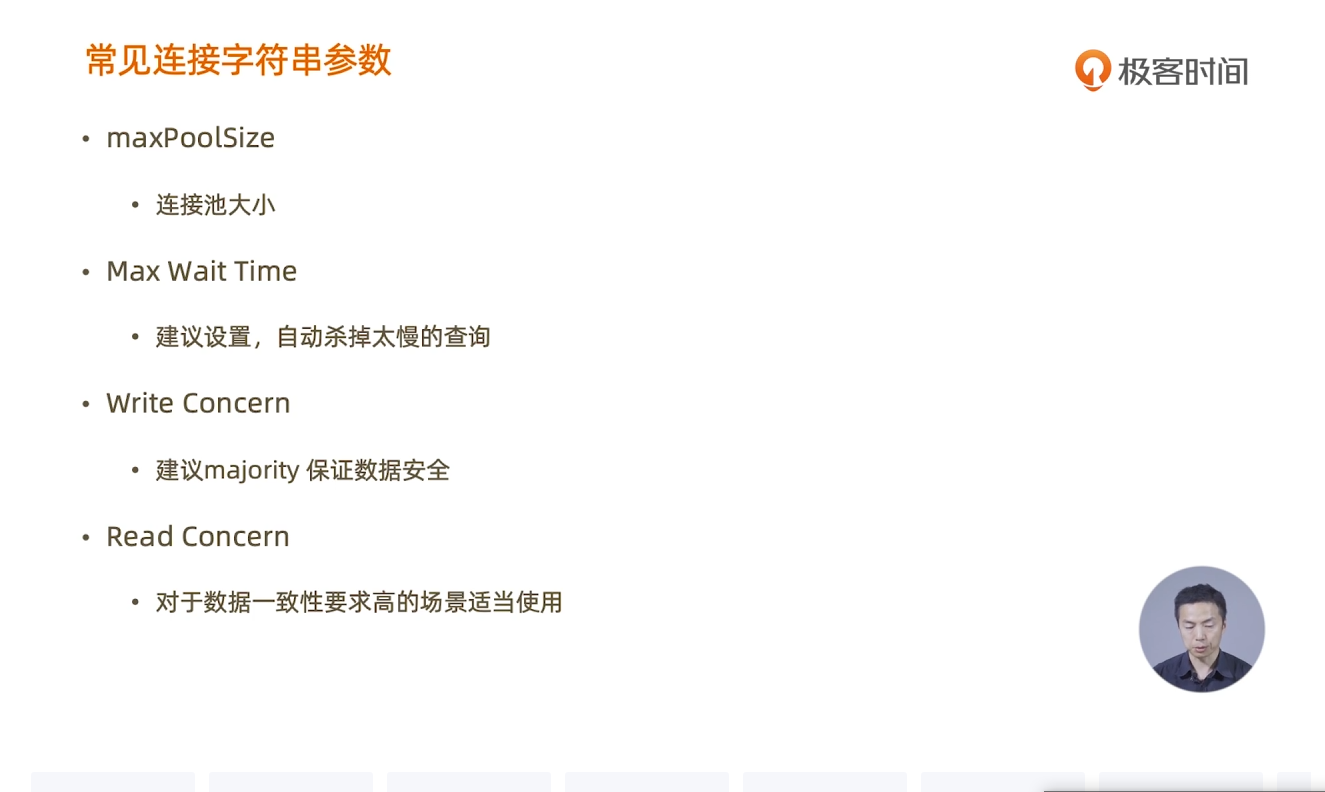 常见连接字符串参数
极客时间
• maxPoolSize
• 连接池大小
• Max Wait Time
• 建议设置，自动杀掉太慢的查询
• Write Concern
• 建议majority 保证数据安全
• Read Concern
• 对于数据一致性要求高的场景适当使用